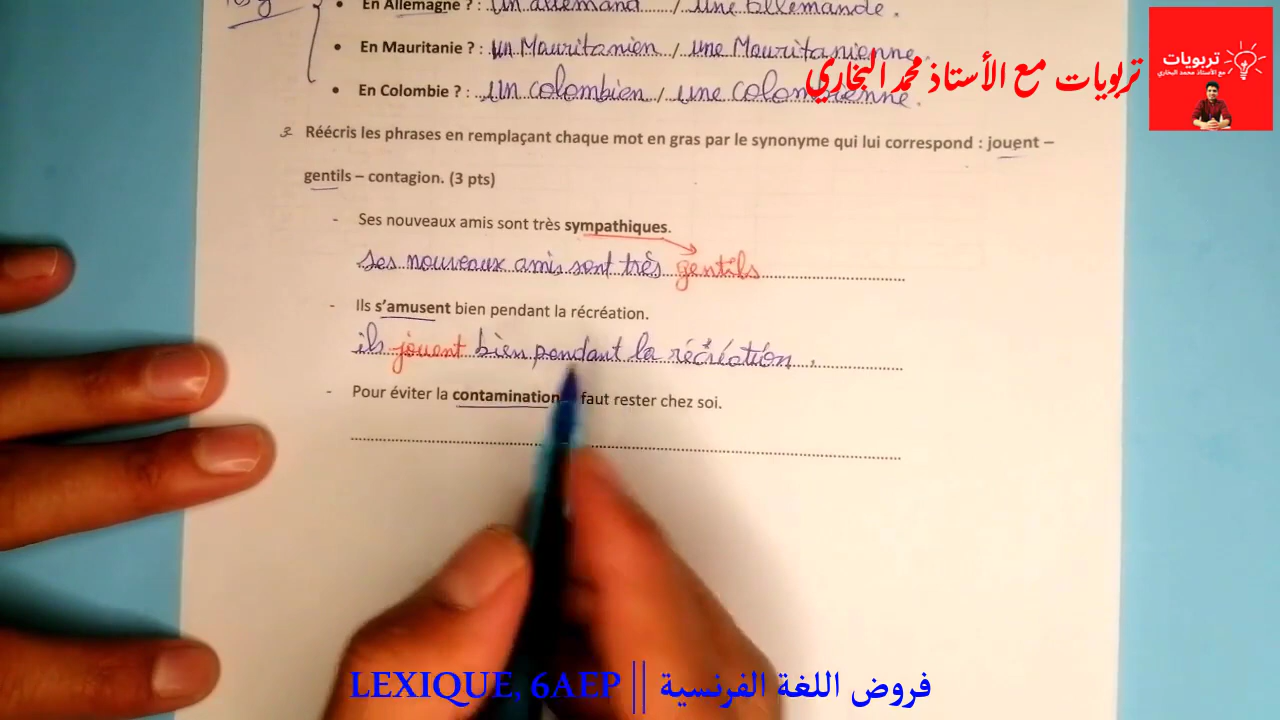 En Allemagne ? : un allemand / une allemande.
En Mauritanie ? : un Mauritanien / une Mauritanienne.
En Colombie ? : un colombien / une colombienne.
تربويات مع الأستاذ محمد البخاري
تربويات
مع الأستاذ محمد البخاري
3. Réécris les phrases en remplaçant chaque mot en gras par le synonyme qui lui correspond : jouent –
gentils – contagion. (3 pts)
- Ses nouveaux amis sont très sympathiques.
ses nouveaux amis sont très gentils
- Ils s'amusent bien pendant la récréation.
ils jouent bien pendant la récréation.
- Pour éviter la contamination faut rester chez soi.
LEXIQUE, 6AEP || فروض اللغة الفرنسية